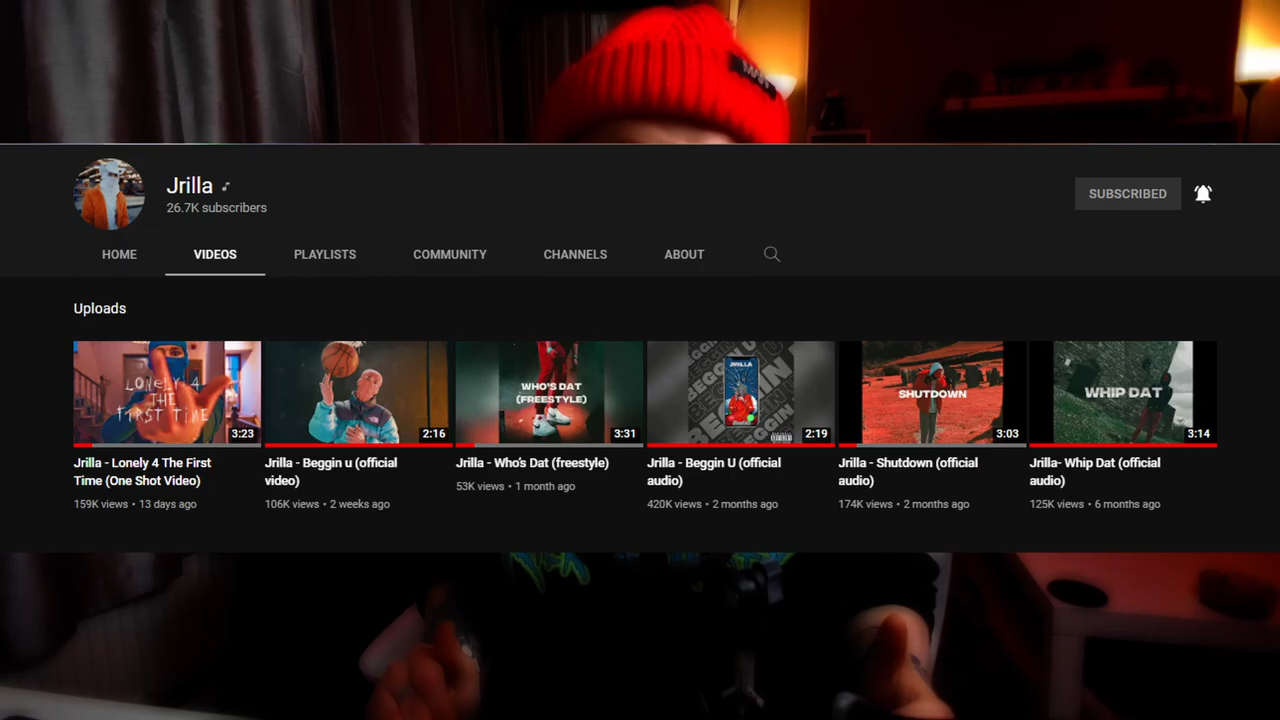 Jrilla
26.7K subscribers
SUBSCRIBED
HOME VIDEOS PLAYLISTS COMMUNITY CHANNELS ABOUT
Uploads
LONELY 4
THE
FIRST TIME
3:23
2:16
WHO'S DAT
(FREESTYLE)
3:31
JRILLA
BEGGIN U
BEGGIN
2:19
SHUTDOWN
3:03
WHIP DAT
3:14
Jrilla - Lonely 4 The First
Time (One Shot Video)
159K views • 13 days ago
Jrilla - Beggin u (official
video)
106K views • 2 weeks ago
Jrilla - Who's Dat (freestyle)
53K views • 1 month ago
Jrilla - Beggin U (official
audio)
420K views • 2 months ago
Jrilla - Shutdown (official
audio)
174K views • 2 months ago
Jrilla- Whip Dat (official
audio)
125K views • 6 months ago